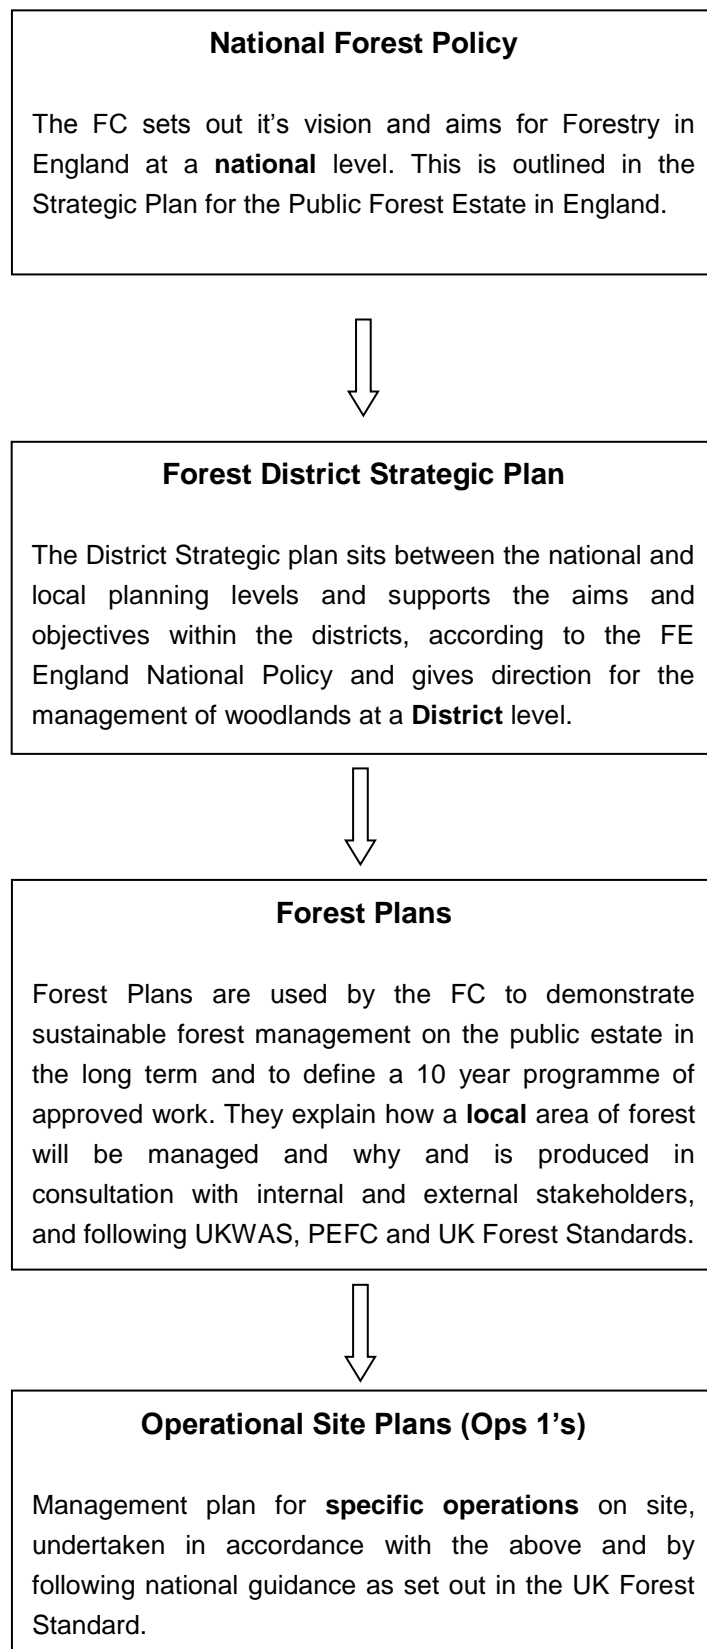 National Forest Policy
The FC sets out it's vision and aims for Forestry in
England at a national level. This is outlined in the
Strategic Plan for the Public Forest Estate in England.
Forest District Strategic Plan
The District Strategic plan sits between the national and
local planning levels and supports the aims and
objectives within the districts, according to the FE
England National Policy and gives direction for the
management of woodlands at a District level.
Forest Plans
Forest Plans are used by the FC to demonstrate
sustainable forest management on the public estate in
the long term and to define a 10 year programme of
approved work. They explain how a local area of forest
will be managed and why and is produced in
consultation with internal and external stakeholders,
and following UKWAS, PEFC and UK Forest Standards.
Operational Site Plans (Ops 1's)
Management plan for specific operations on site,
undertaken in accordance with the above and by
following national guidance as set out in the UK Forest
Standard.